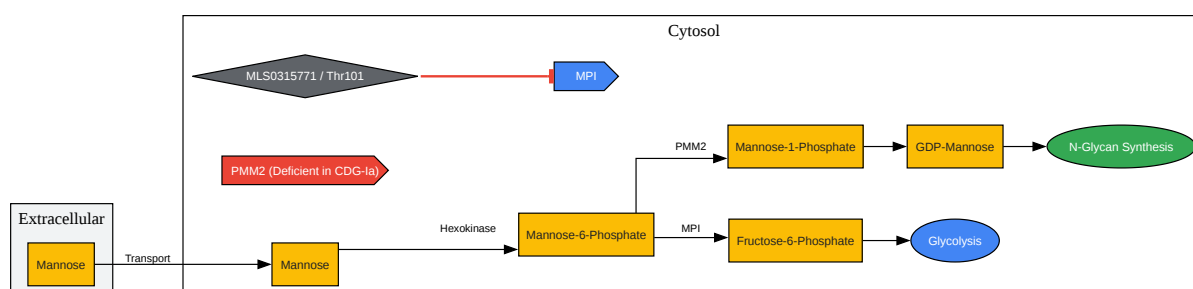 Cytosol
MLS0315771 / Thr101
MPI
PMM2
Mannose-1-Phosphate
GDP-Mannose
N-Glycan Synthesis
PMM2 (Deficient in CDG-Ia)
Extracellular
Hexokinase
Mannose-6-Phosphate
MPI
Fructose-6-Phosphate
Glycolysis
Mannose
Transport
Mannose